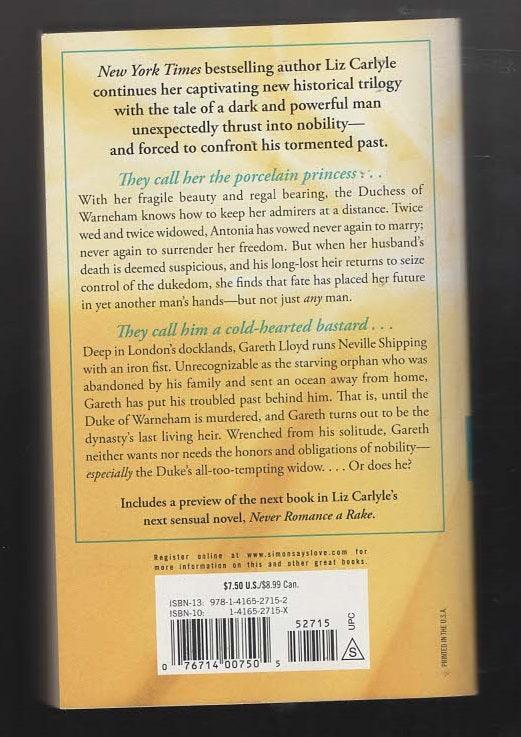 New York Times bestselling author Liz Carlyle
continues her captivating new historical trilogy
with the tale of a dark and powerful man
unexpectedly thrust into nobility—
and forced to confront his tormented past.
They call her the porcelain princess . . .
With her fragile beauty and regal bearing, the Duchess of
Warneham knows how to keep her admirers at a distance. Twice
wed and twice widowed, Antonia has vowed never again to marry;
never again to surrender her freedom. But when her husband's
death is deemed suspicious, and his long-lost heir returns to seize
control of the dukedom, she finds that fate has placed her future
in yet another man's hands—but not just any man.
They call him a cold-hearted bastard . . .
Deep in London's docklands, Gareth Lloyd runs Neville Shipping
with an iron fist. Unrecognizable as the starving orphan who was
abandoned by his family and sent an ocean away from home,
Gareth has put his troubled past behind him. That is, until the
Duke of Warneham is murdered, and Gareth turns out to be the
dynasty's last living heir. Wrenched from his solitude, Gareth
neither wants nor needs the honors and obligations of nobility—
especially the Duke's all-too-tempting widow. . . . Or does he?
Includes a preview of the next book in Liz Carlyle's
next sensual novel, Never Romance a Rake.
Register online at www.simonsayslove.com for
more information on this and other great books.
$7.50 U.S./$8.99 Can.
ISBN-13: 978-1-4165-2715-2
ISBN-10: 1-4165-2715-X
52715
UPC
S
0 76714 00750 5
PRINTED IN THE U.S.A.